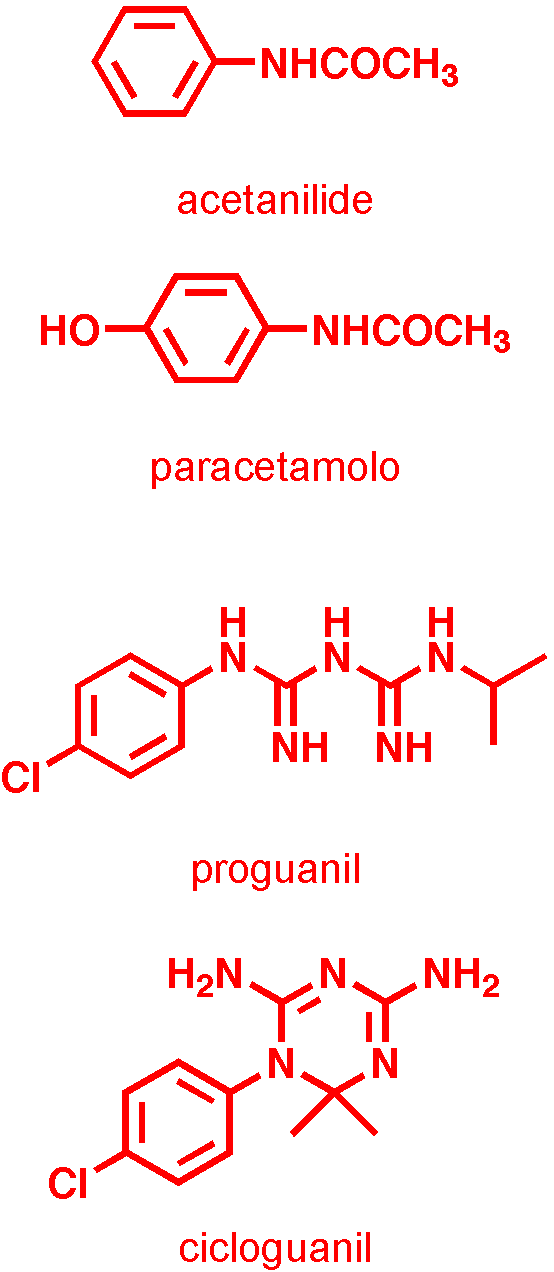 NHCOCH3
acetanilide
HO NHCOCH3
paracetamolo
H H H
N N N
NH NH
Cl
proguanil
H2N N NH2
N N
Cl
cicloguanil